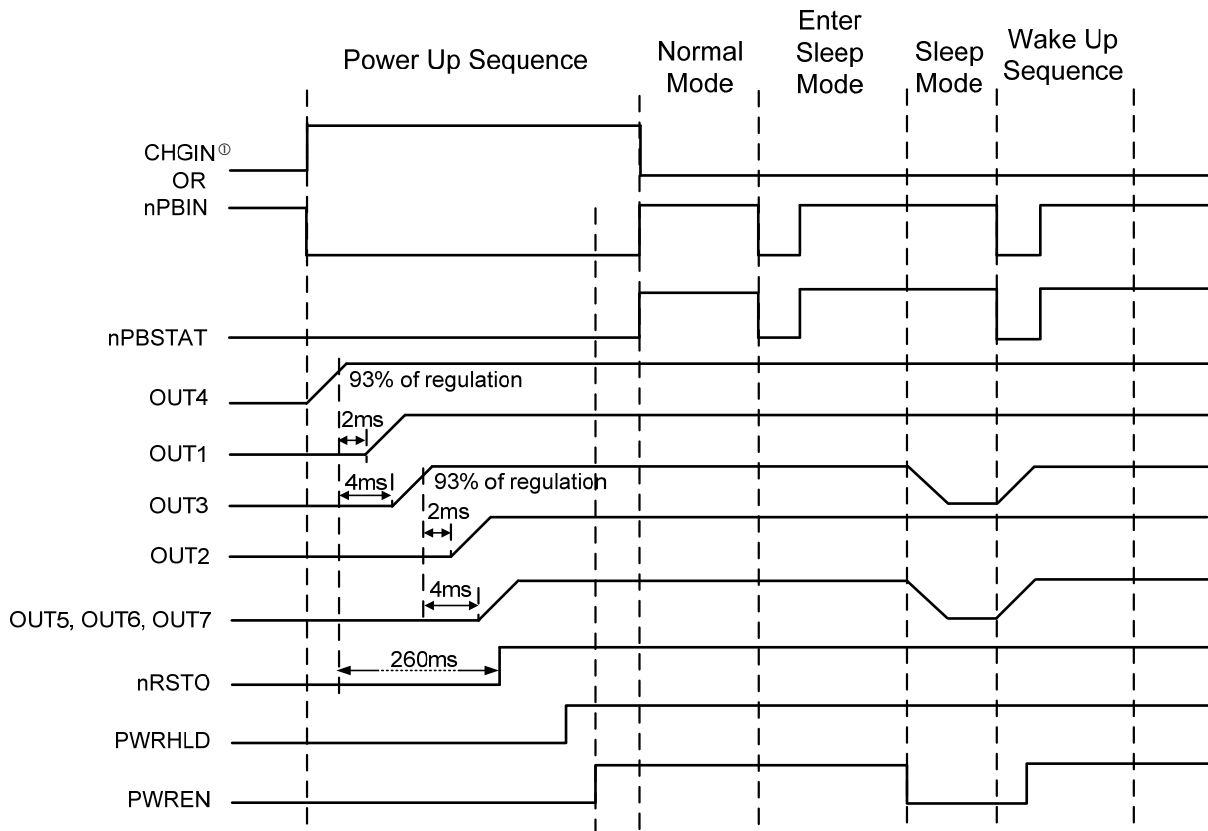 Power Up Sequence
Normal
Mode
Enter
Sleep
Mode
Sleep
Mode
Wake Up
Sequence
CHGIN①
OR
nPBIN
nPBSTAT
OUT4
93% of regulation
OUT1
2ms
OUT3
4ms
93% of regulation
OUT2
2ms
OUT5, OUT6, OUT7
4ms
nRSTO
260ms
PWRHLD
PWREN